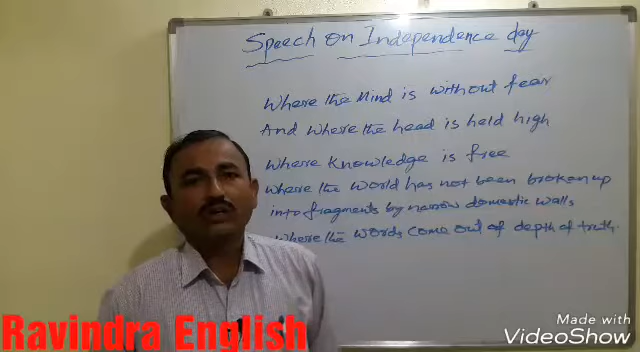 Speech on Independence day
Where the Mind is without fear
And where the head is held high
Where Knowledge is free
where the world has not been broken up
into fragments by narrow domestic walls
where the words come out of depth of truth.
Ravindra English
Made with
VideoShow